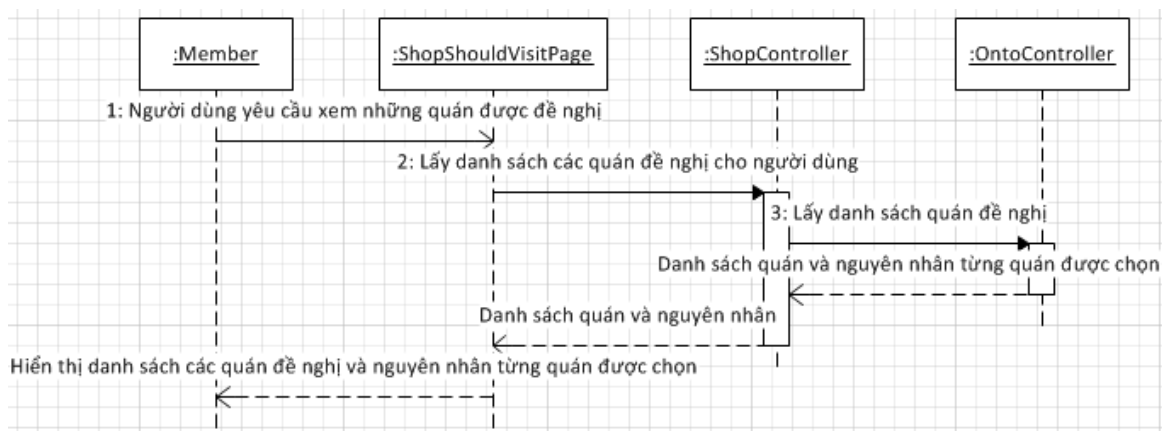 :Member
:ShopShouldVisitPage
:ShopController
:OntoController
1: Người dùng yêu cầu xem những quán được đề nghị
2: Lấy danh sách các quán đề nghị cho người dùng
3: Lấy danh sách quán đề nghị
Danh sách quán và nguyên nhân từng quán được chọn
Danh sách quán và nguyên nhân
Hiển thị danh sách các quán đề nghị và nguyên nhân từng quán được chọn